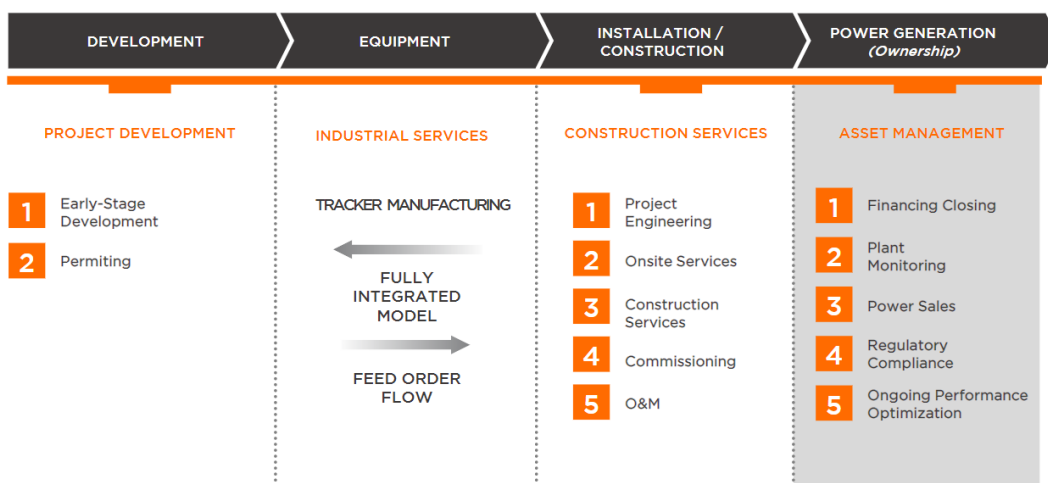 DEVELOPMENT
EQUIPMENT
INSTALLATION /
CONSTRUCTION
POWER GENERATION
(Ownership)
PROJECT DEVELOPMENT
1
Early-Stage
Development
2
Permiting
INDUSTRIAL SERVICES
TRACKER MANUFACTURING
FULLY
INTEGRATED
MODEL
FEED ORDER
FLOW
CONSTRUCTION SERVICES
1
Project
Engineering
2
Onsite Services
3
Construction
Services
4
Commissioning
5
O&M
ASSET MANAGEMENT
1
Financing Closing
2
Plant
Monitoring
3
Power Sales
4
Regulatory
Compliance
5
Ongoing Performance
Optimization